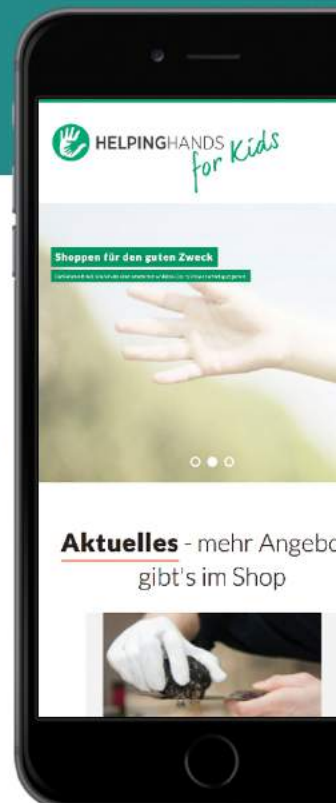 HELPINGHANDS
for Kids
Shoppen für den guten Zweck
Aktuelles - mehr Angebo
gibt's im Shop